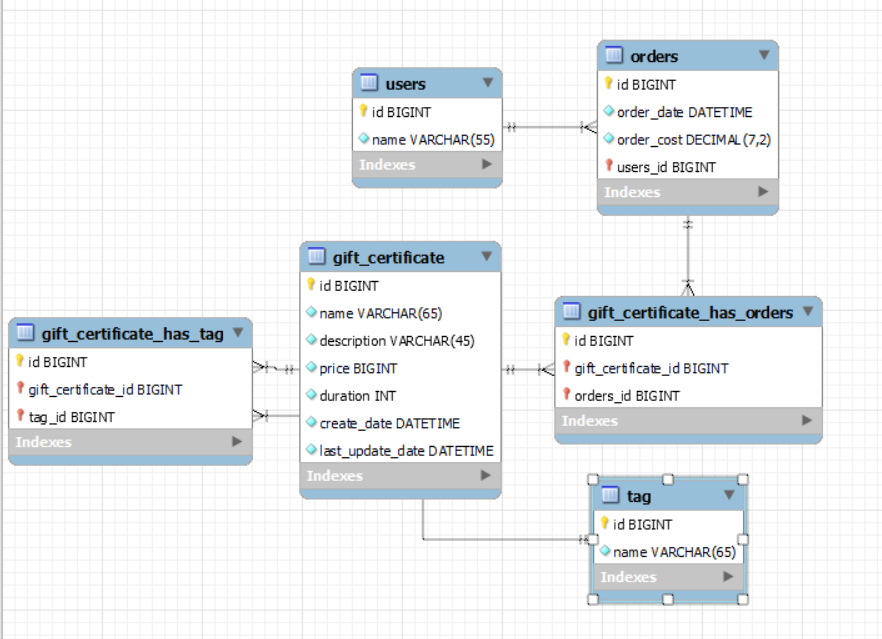 users
id BIGINT
name VARCHAR(55)
Indexes
orders
id BIGINT
order_date DATETIME
order_cost DECIMAL(7,2)
users_id BIGINT
Indexes
gift_certificate
id BIGINT
name VARCHAR(65)
description VARCHAR(45)
price BIGINT
duration INT
create_date DATETIME
last_update_date DATETIME
Indexes
gift_certificate_has_tag
id BIGINT
gift_certificate_id BIGINT
tag_id BIGINT
Indexes
gift_certificate_has_orders
id BIGINT
gift_certificate_id BIGINT
orders_id BIGINT
Indexes
tag
id BIGINT
name VARCHAR(65)
Indexes